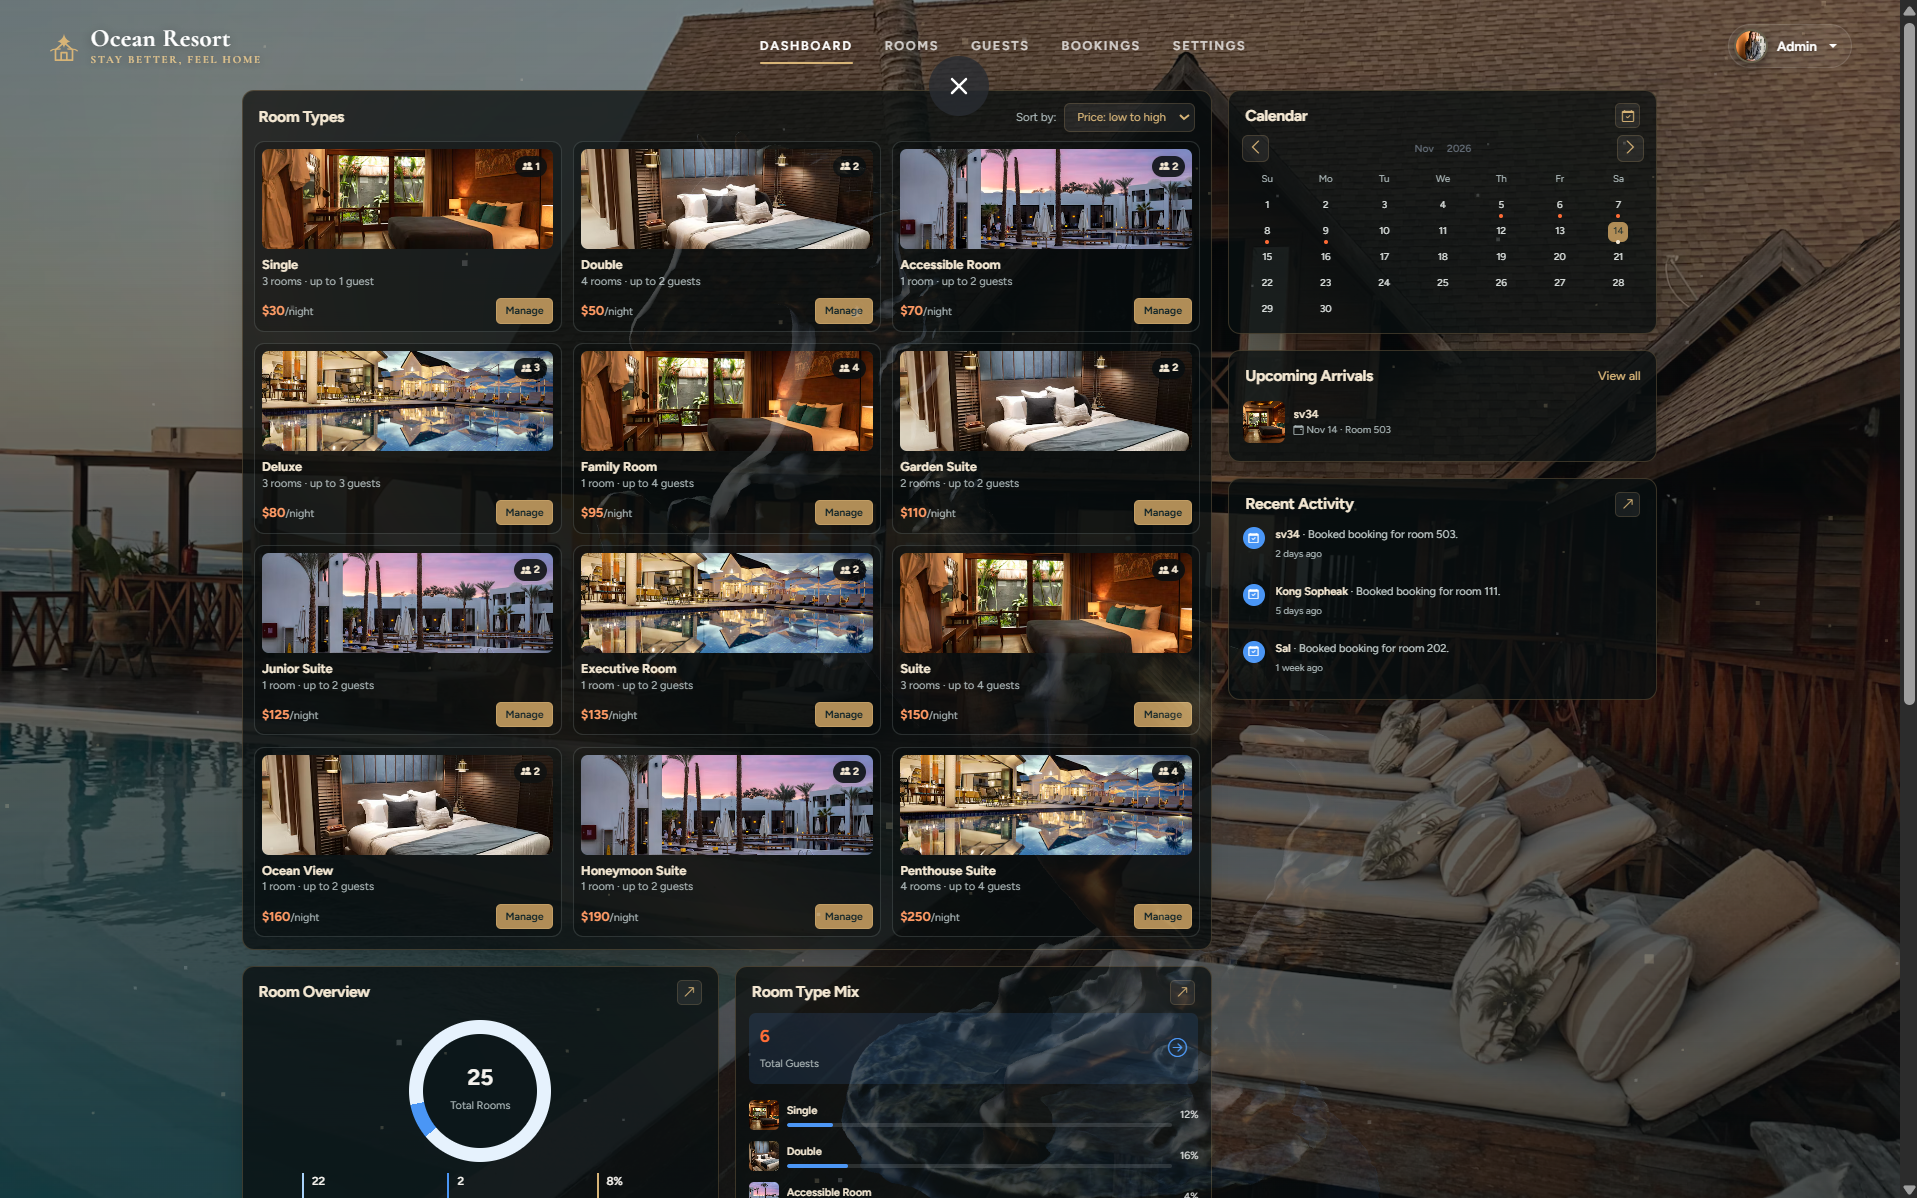 Ocean Resort
STAY BETTER, FEEL HOME
DASHBOARD
ROOMS
GUESTS
BOOKINGS
SETTINGS
Admin
Room Types
Sort by:
Price: low to high
1
Single
3 rooms · up to 1 guest
$30/night
Manage
2
Double
4 rooms · up to 2 guests
$50/night
Manage
2
Accessible Room
1 room · up to 2 guests
$70/night
Manage
3
Deluxe
3 rooms · up to 3 guests
$80/night
Manage
4
Family Room
1 room · up to 4 guests
$95/night
Manage
2
Garden Suite
2 rooms · up to 2 guests
$110/night
Manage
2
Junior Suite
1 room · up to 2 guests
$125/night
Manage
2
Executive Room
1 room · up to 2 guests
$135/night
Manage
4
Suite
3 rooms · up to 4 guests
$150/night
Manage
2
Ocean View
1 room · up to 2 guests
$160/night
Manage
2
Honeymoon Suite
1 room · up to 2 guests
$190/night
Manage
4
Penthouse Suite
4 rooms · up to 4 guests
$250/night
Manage
Calendar
Nov 2026
Su Mo Tu We Th Fr Sa
1 2 3 4 5 6 7
8 9 10 11 12 13 14
15 16 17 18 19 20 21
22 23 24 25 26 27 28
29 30
Upcoming Arrivals
View all
sv34
Nov 14 · Room 503
Recent Activity
sv34 · Booked booking for room 503.
2 days ago
Kong Sopheak · Booked booking for room 111.
5 days ago
Sal · Booked booking for room 202.
1 week ago
Room Overview
25
Total Rooms
22
2
8%
Room Type Mix
6
Total Guests
Single
12%
Double
16%
Accessible Room
4%